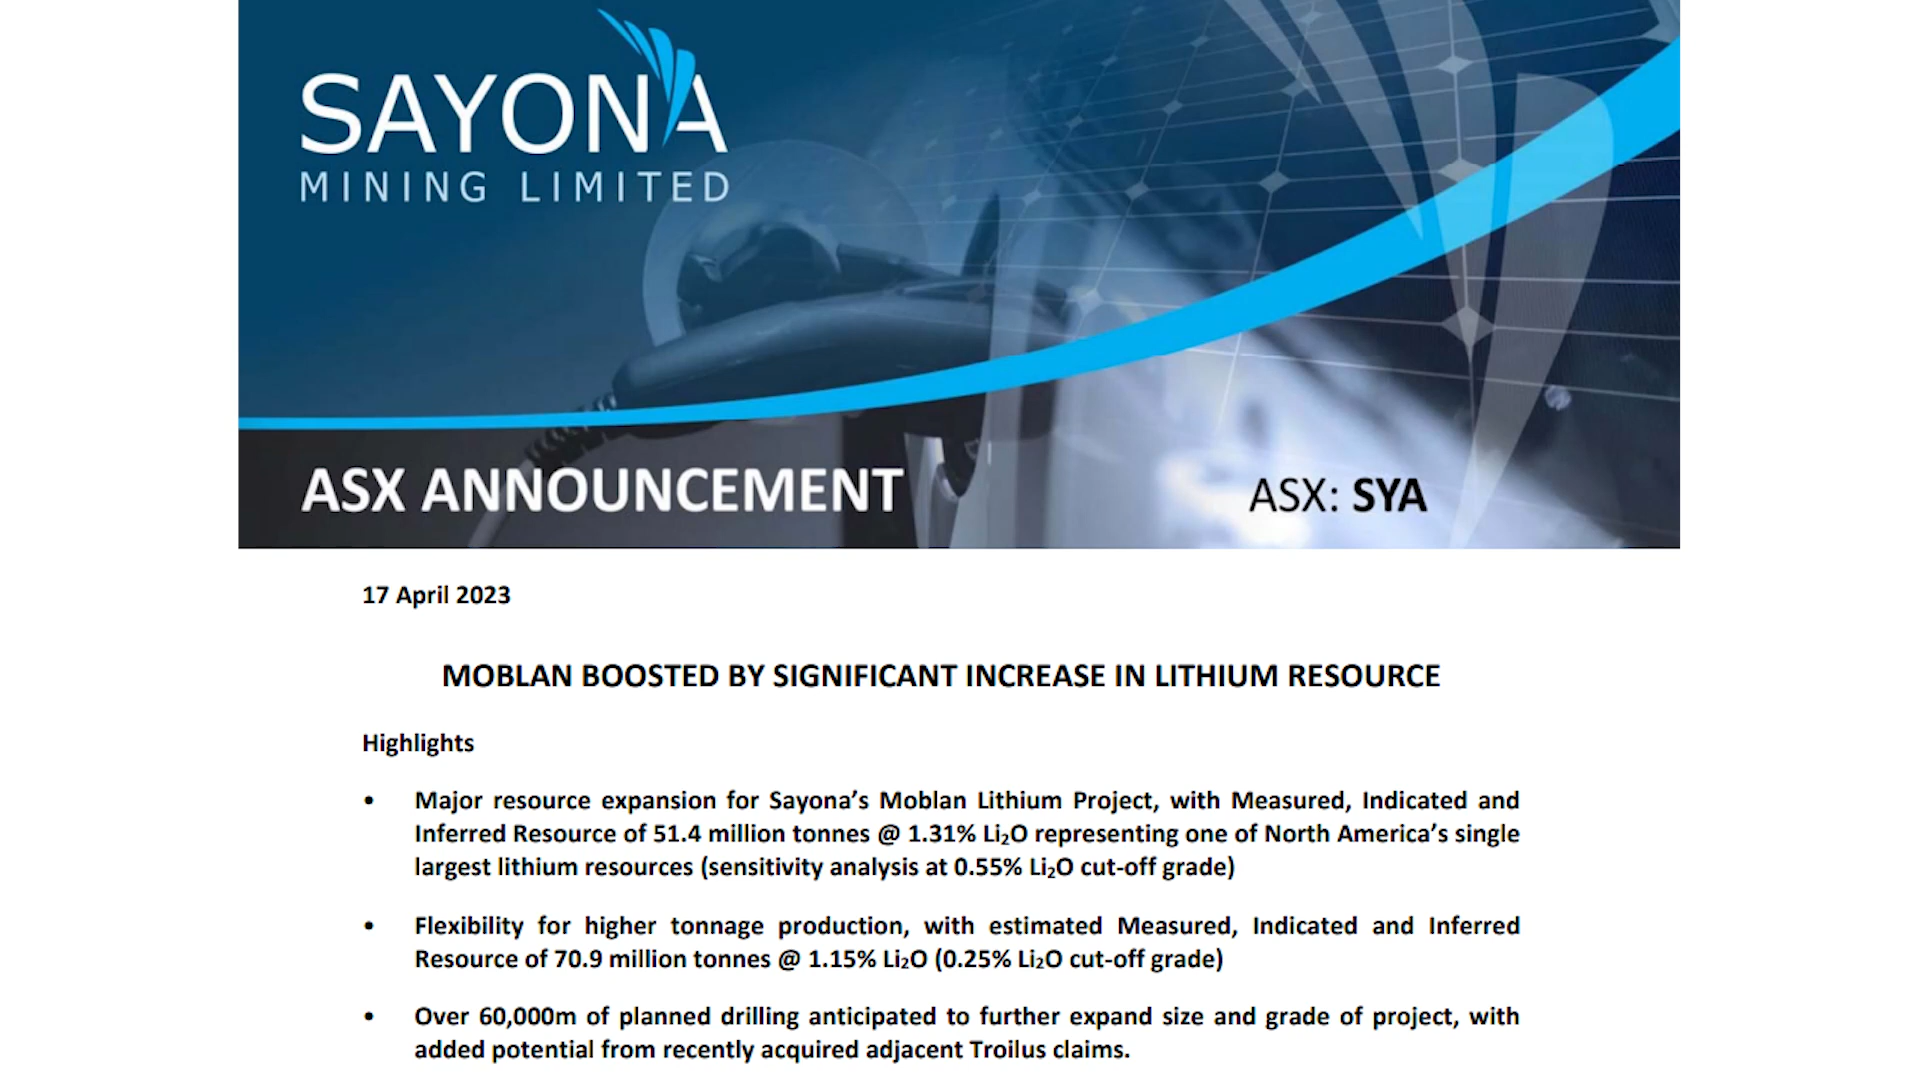 SAYONA
MINING LIMITED
ASX ANNOUNCEMENT
ASX: SYA
17 April 2023
MOBLAN BOOSTED BY SIGNIFICANT INCREASE IN LITHIUM RESOURCE
Highlights
• Major resource expansion for Sayona’s Moblan Lithium Project, with Measured, Indicated and
Inferred Resource of 51.4 million tonnes @ 1.31% Li₂O representing one of North America’s single
largest lithium resources (sensitivity analysis at 0.55% Li₂O cut-off grade)
• Flexibility for higher tonnage production, with estimated Measured, Indicated and Inferred
Resource of 70.9 million tonnes @ 1.15% Li₂O (0.25% Li₂O cut-off grade)
• Over 60,000m of planned drilling anticipated to further expand size and grade of project, with
added potential from recently acquired adjacent Troilus claims.